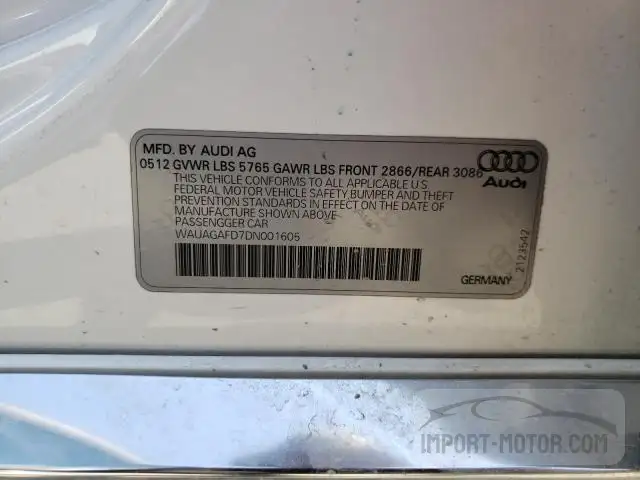 MFD. BY AUDI AG
0512 GVWR LBS 5765 GAWR LBS FRONT 2866/REAR 3086
THIS VEHICLE CONFORMS TO ALL APPLICABLE U S
FEDERAL MOTOR VEHICLE SAFETY BUMPER AND THEFT
PREVENTION STANDARDS IN EFFECT ON THE DATE OF
MANUFACTURE SHOWN ABOVE
PASSENGGER CAR
WAUAGAFD7DN001605
Audi
2123542
GERMANY
IMPORT-MOTOR.COM